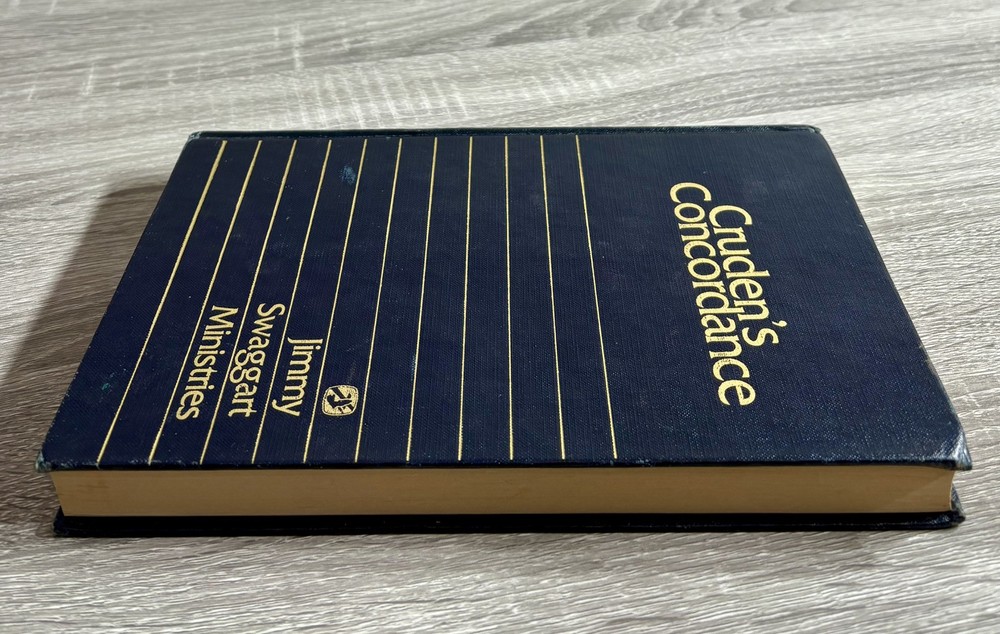 Cruden's
Concordance
Jimmy
Swaggart
Ministries